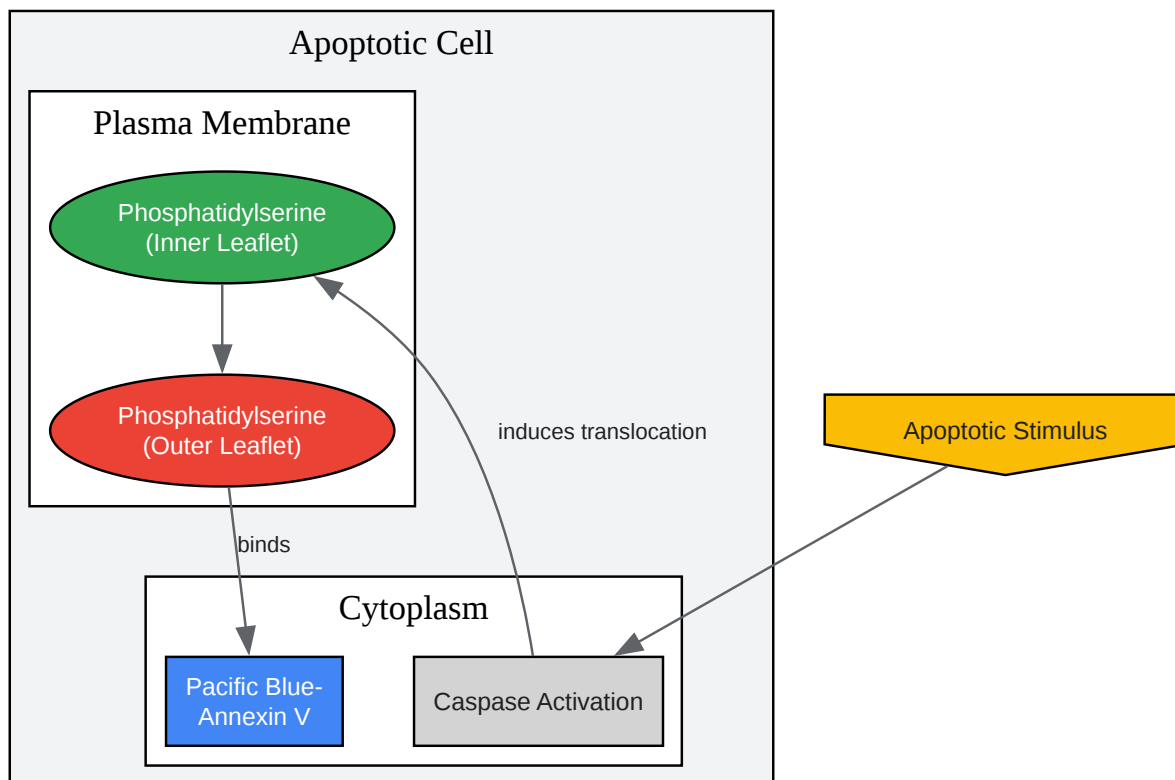 Apoptotic Cell
Plasma Membrane
Phosphatidylserine
(Inner Leaflet)
Phosphatidylserine
(Outer Leaflet)
induces translocation
Apoptotic Stimulus
binds
Cytoplasm
Pacific Blue-
Annexin V
Caspase Activation